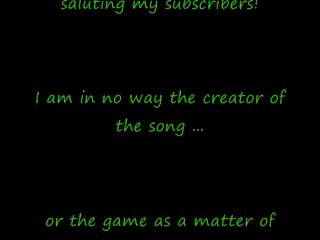 saluting my subscribers!
I am in no way the creator of
the song ...
or the game as a matter of